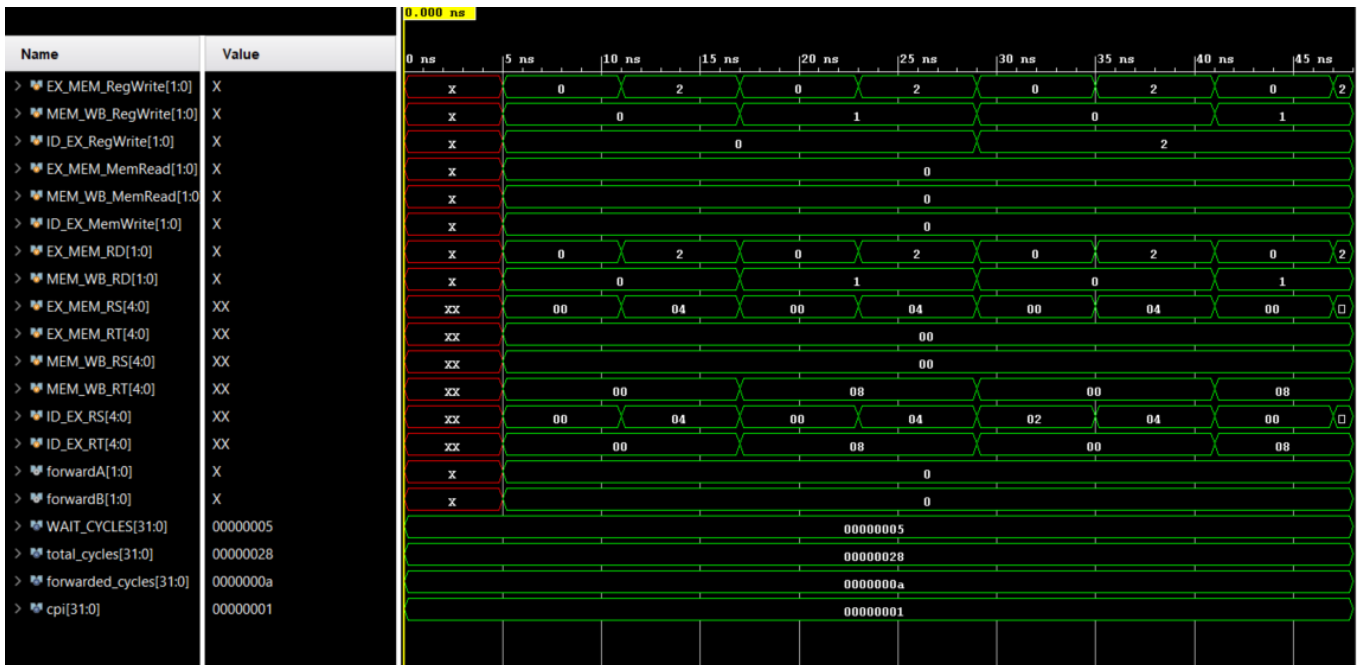 0.000 ns
Name Value 0 ns 5 ns 10 ns 15 ns 20 ns 25 ns 30 ns 35 ns 40 ns 45 ns
EX_MEM_RegWrite[1:0] X X 0 2 0 2 0 2 0 2
MEM_WB_RegWrite[1:0] X X 0 1 0 1
ID_EX_RegWrite[1:0] X X 0 2
EX_MEM_MemRead[1:0] X X 0
MEM_WB_MemRead[1:0 X X 0
ID_EX_MemWrite[1:0] X X 0
EX_MEM_RD[1:0] X X 0 2 0 2 0 2 0 2
MEM_WB_RD[1:0] X X 0 1 0 1
EX_MEM_RS[4:0] XX XX 00 04 00 04 00 04 00
EX_MEM_RT[4:0] XX XX 00
MEM_WB_RS[4:0] XX XX 00
MEM_WB_RT[4:0] XX XX 00 08 00 08
ID_EX_RS[4:0] XX XX 00 04 00 04 02 04 00
ID_EX_RT[4:0] XX XX 00 08 00 08
forwardA[1:0] X X 0
forwardB[1:0] X X 0
WAIT_CYCLES[31:0] 00000005 00000005
total_cycles[31:0] 00000028 00000028
forwarded_cycles[31:0] 0000000a 0000000a
cpi[31:0] 00000001 00000001